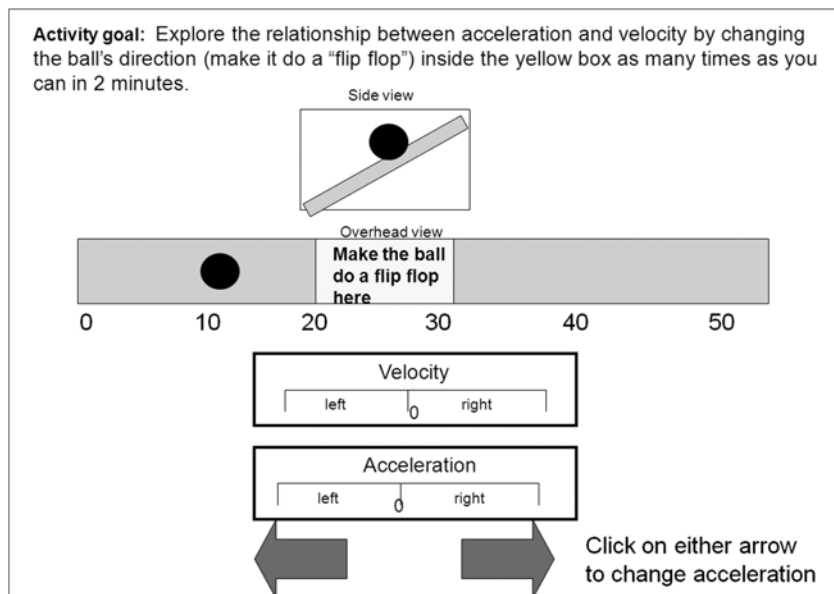 Activity goal: Explore the relationship between acceleration and velocity by changing
the ball's direction (make it do a "flip flop") inside the yellow box as many times as you
can in 2 minutes.
Side view
Overhead view
Make the ball
do a flip flop
here
0 10 20 30 40 50
Velocity
left 0 right
Acceleration
left 0 right
Click on either arrow
to change acceleration